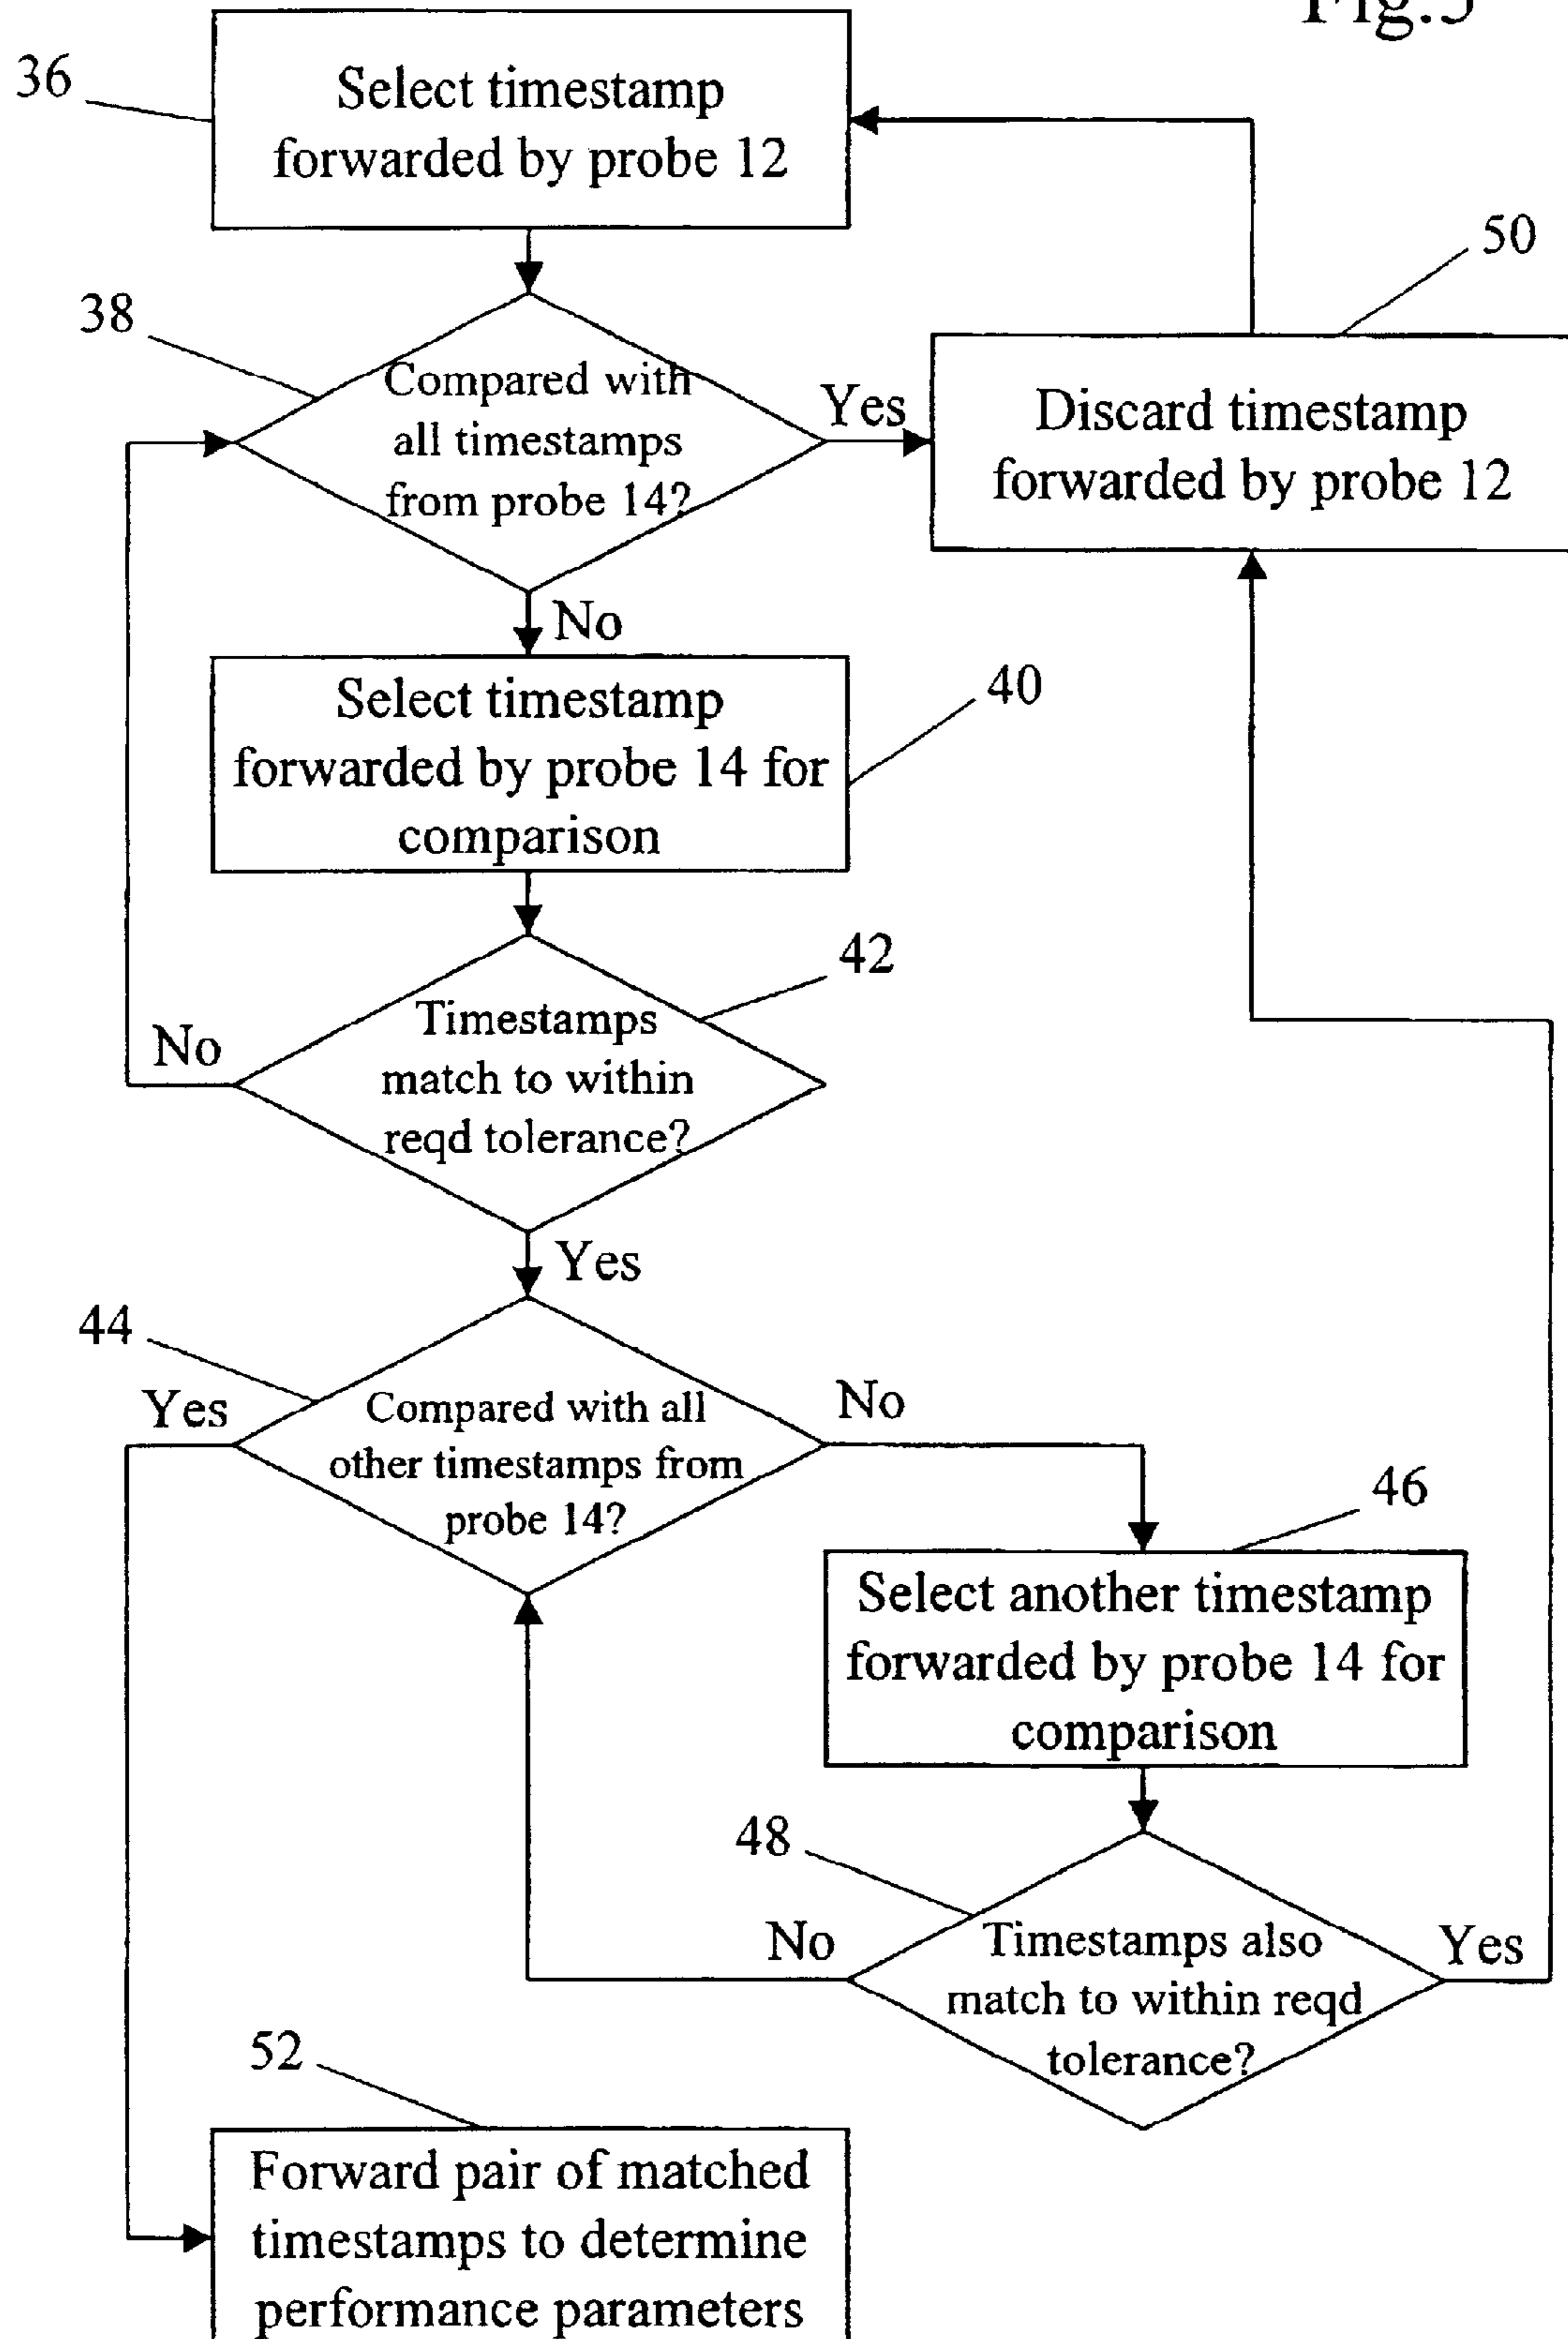 Fig.5
36
Select timestamp
forwarded by probe 12
50
38
Compared with
all timestamps
from probe 14?
Yes
Discard timestamp
forwarded by probe 12
No
Select timestamp
forwarded by probe 14 for
comparison
40
42
Timestamps
match to within
reqd tolerance?
No
Yes
44
Yes
Compared with all
other timestamps from
probe 14?
No
46
Select another timestamp
forwarded by probe 14 for
comparison
48
No
Timestamps also
match to within reqd
tolerance?
Yes
52
Forward pair of matched
timestamps to determine
performance parameters